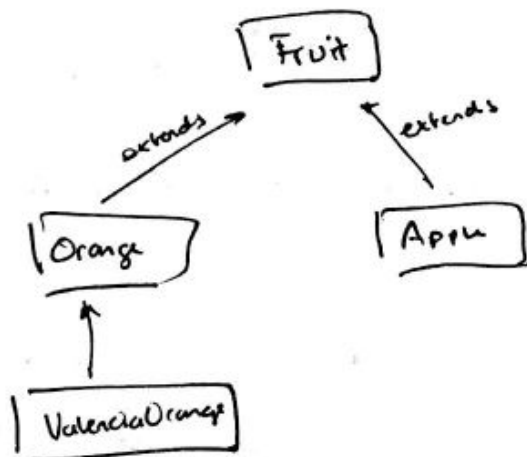 Fruit
extends
extends
Orange
Apple
ValenciaOrange